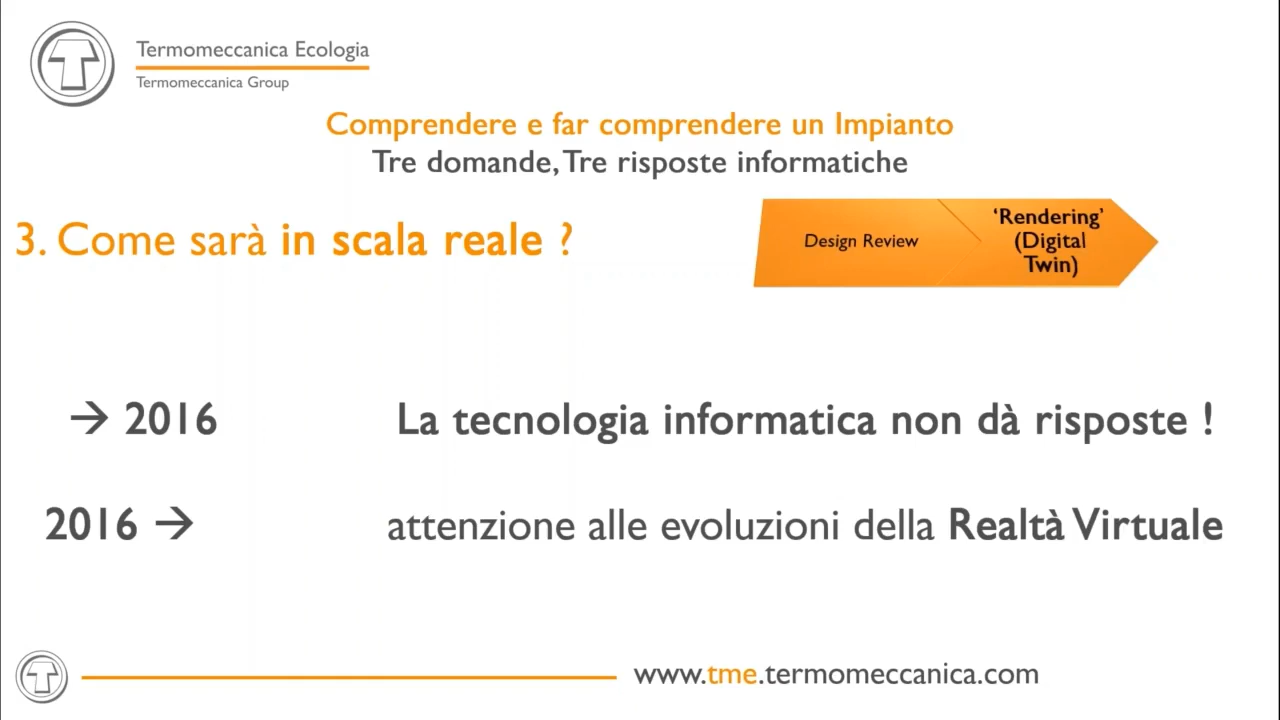 Termomeccanica Ecologia
Termomeccanica Group
Comprendere e far comprendere un Impianto
Tre domande, Tre risposte informatiche
3. Come sarà in scala reale ?
Design Review
‘Rendering’
(Digital
Twin)
→ 2016
La tecnologia informatica non dà risposte !
2016 →
attenzione alle evoluzioni della Realtà Virtuale
www.tme.termomeccanica.com